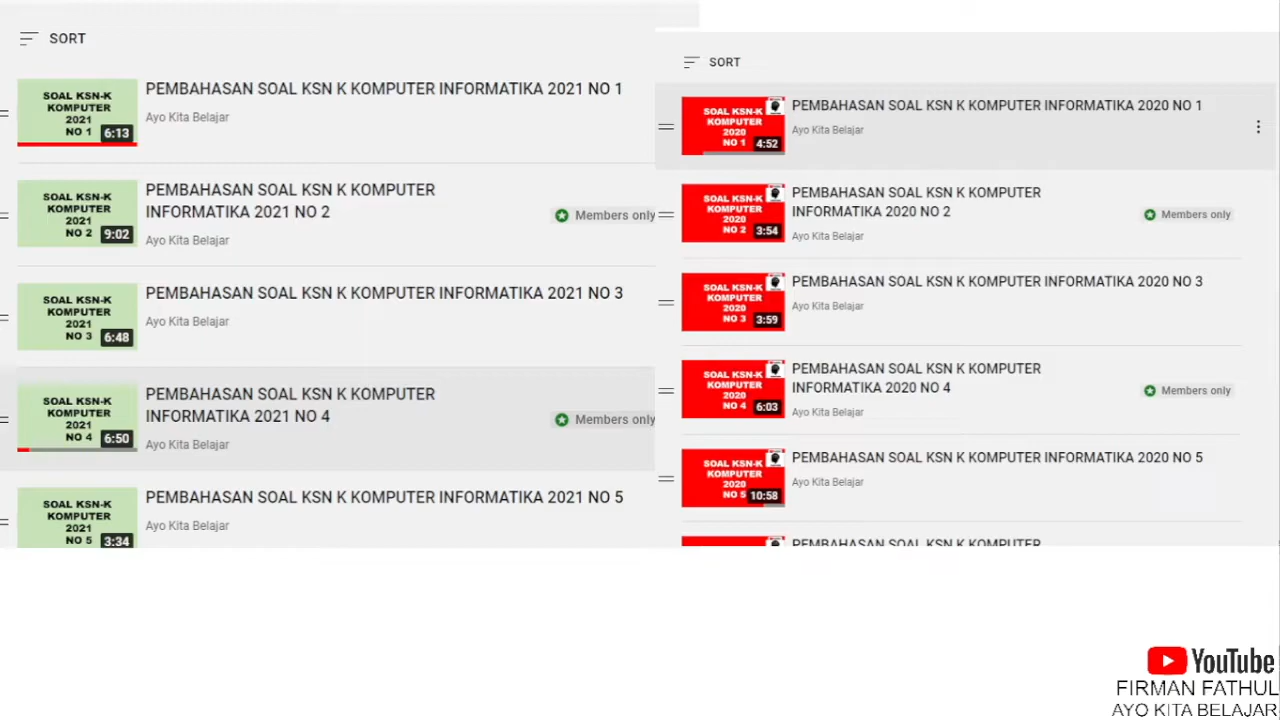 SORT
SOAL KSN-K
KOMPUTER
2021
NO 1
6:13
PEMBAHASAN SOAL KSN K KOMPUTER INFORMATIKA 2021 NO 1
Ayo Kita Belajar
SOAL KSN-K
KOMPUTER
2021
NO 2
9:02
PEMBAHASAN SOAL KSN K KOMPUTER
INFORMATIKA 2021 NO 2
Ayo Kita Belajar
Members only
SOAL KSN-K
KOMPUTER
2021
NO 3
6:48
PEMBAHASAN SOAL KSN K KOMPUTER INFORMATIKA 2021 NO 3
Ayo Kita Belajar
SOAL KSN-K
KOMPUTER
2021
NO 4
6:50
PEMBAHASAN SOAL KSN K KOMPUTER
INFORMATIKA 2021 NO 4
Ayo Kita Belajar
Members only
SOAL KSN-K
KOMPUTER
2021
NO 5
3:34
PEMBAHASAN SOAL KSN K KOMPUTER INFORMATIKA 2021 NO 5
Ayo Kita Belajar
SORT
SOAL KSN-K
KOMPUTER
2020
NO 1
4:52
PEMBAHASAN SOAL KSN K KOMPUTER INFORMATIKA 2020 NO 1
Ayo Kita Belajar
SOAL KSN-K
KOMPUTER
2020
NO 2
3:54
PEMBAHASAN SOAL KSN K KOMPUTER
INFORMATIKA 2020 NO 2
Ayo Kita Belajar
Members only
SOAL KSN-K
KOMPUTER
2020
NO 3
3:59
PEMBAHASAN SOAL KSN K KOMPUTER INFORMATIKA 2020 NO 3
Ayo Kita Belajar
SOAL KSN-K
KOMPUTER
2020
NO 4
6:03
PEMBAHASAN SOAL KSN K KOMPUTER
INFORMATIKA 2020 NO 4
Ayo Kita Belajar
Members only
SOAL KSN-K
KOMPUTER
2020
NO 5
10:58
PEMBAHASAN SOAL KSN K KOMPUTER INFORMATIKA 2020 NO 5
Ayo Kita Belajar
PEMBAHASAN SOAL KSN K KOMPUTER
YouTube
FIRMAN FATHUL
AYO KITA BELAJAR